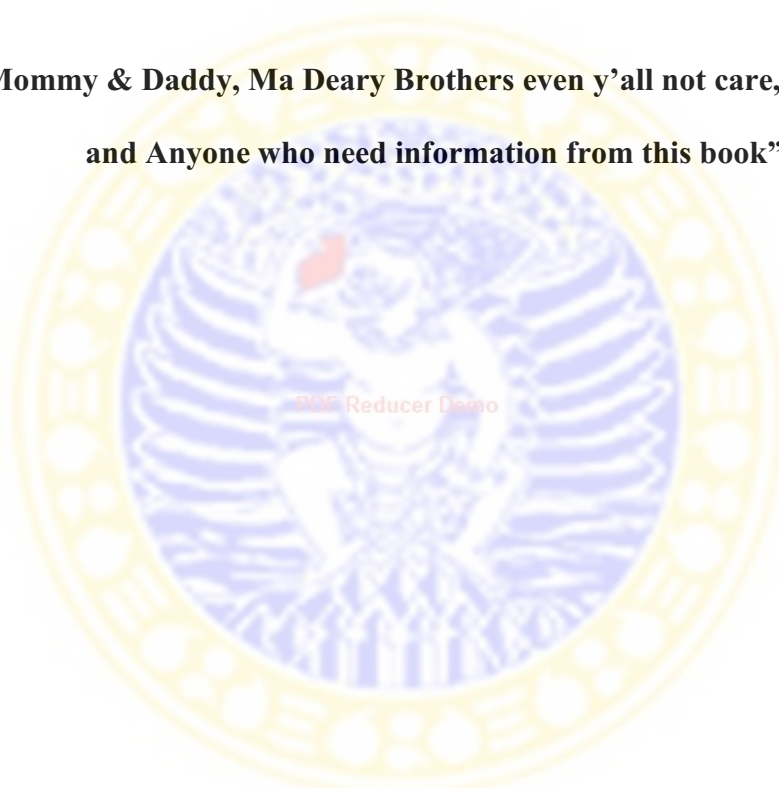 Mommy & Daddy, Ma Deary Brothers even y’all not care,
and Anyone who need information from this book”
PDF Reducer Demo